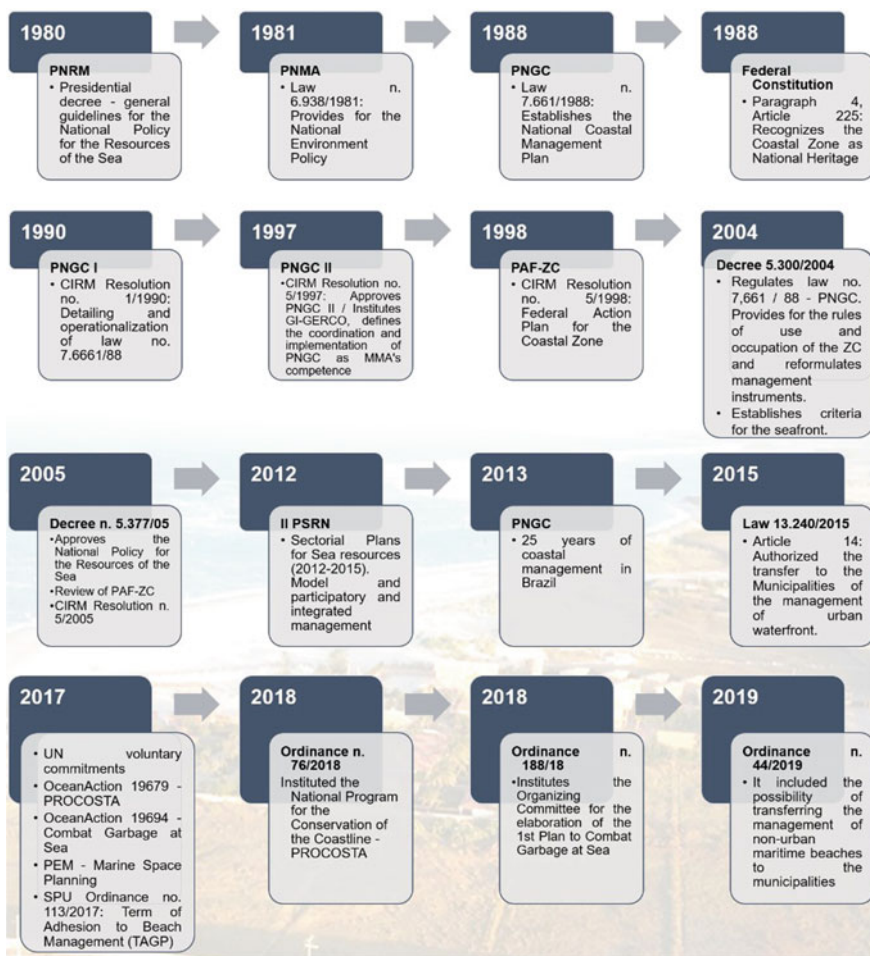 1980
PNRM
• Presidential
decree - general
guidelines for the
National Policy
for the Resources
of the Sea
1981
PNMA
• Law n.
6.938/1981:
Provides for the
National
Environment
Policy
1988
PNGC
• Law n.
7.661/1988:
Establishes the
National Coastal
Management
Plan
1988
Federal
Constitution
• Paragraph 4,
Article 225:
Recognizes the
Coastal Zone as
National Heritage
1990
PNGC I
• CIRM Resolution
no. 1/1990:
Detailing and
operationalization
of law no.
7.6661/88
1997
PNGC II
•CIRM Resolution no.
5/1997: Approves
PNGC II / Institutes
GI-GERCO, defines
the coordination and
implementation of
PNGC as MMA's
competence
1998
PAF-ZC
• CIRM Resolution
no. 5/1998:
Federal Action
Plan for the
Coastal Zone
2004
Decree 5.300/2004
• Regulates law no.
7,661 / 88 - PNGC.
Provides for the rules
of use and
occupation of the ZC
and reformulates
management
instruments.
• Establishes criteria
for the seafront.
2005
Decree n. 5.377/05
•Approves the
National Policy for
the Resources of the
Sea
•Review of PAF-ZC
•CIRM Resolution n.
5/2005
2012
II PSRN
• Sectorial Plans
for Sea resources
(2012-2015).
Model and
participatory and
integrated
management
2013
PNGC
• 25 years of
coastal
management in
Brazil
2015
Law 13.240/2015
• Article 14:
Authorized the
transfer to the
Municipalities of
the management
of urban
waterfront.
2017
• UN voluntary
commitments
• OceanAction 19679 -
PROCOSTA
• OceanAction 19694 -
Combat Garbage at
Sea
• PEM - Marine Space
Planning
• SPU Ordinance no.
113/2017: Term of
Adhesion to Beach
Management (TAGP)
2018
Ordinance n.
76/2018
Instituted the
National Program
for the
Conservation of
the Coastline -
PROCOSTA
2018
Ordinance n.
188/18
•Institutes the
Organizing
Committee for the
elaboration of the
1st Plan to Combat
Garbage at Sea
2019
Ordinance n.
44/2019
• It included the
possibility of
transferring the
management of
non-urban
maritime beaches
to the
municipalities